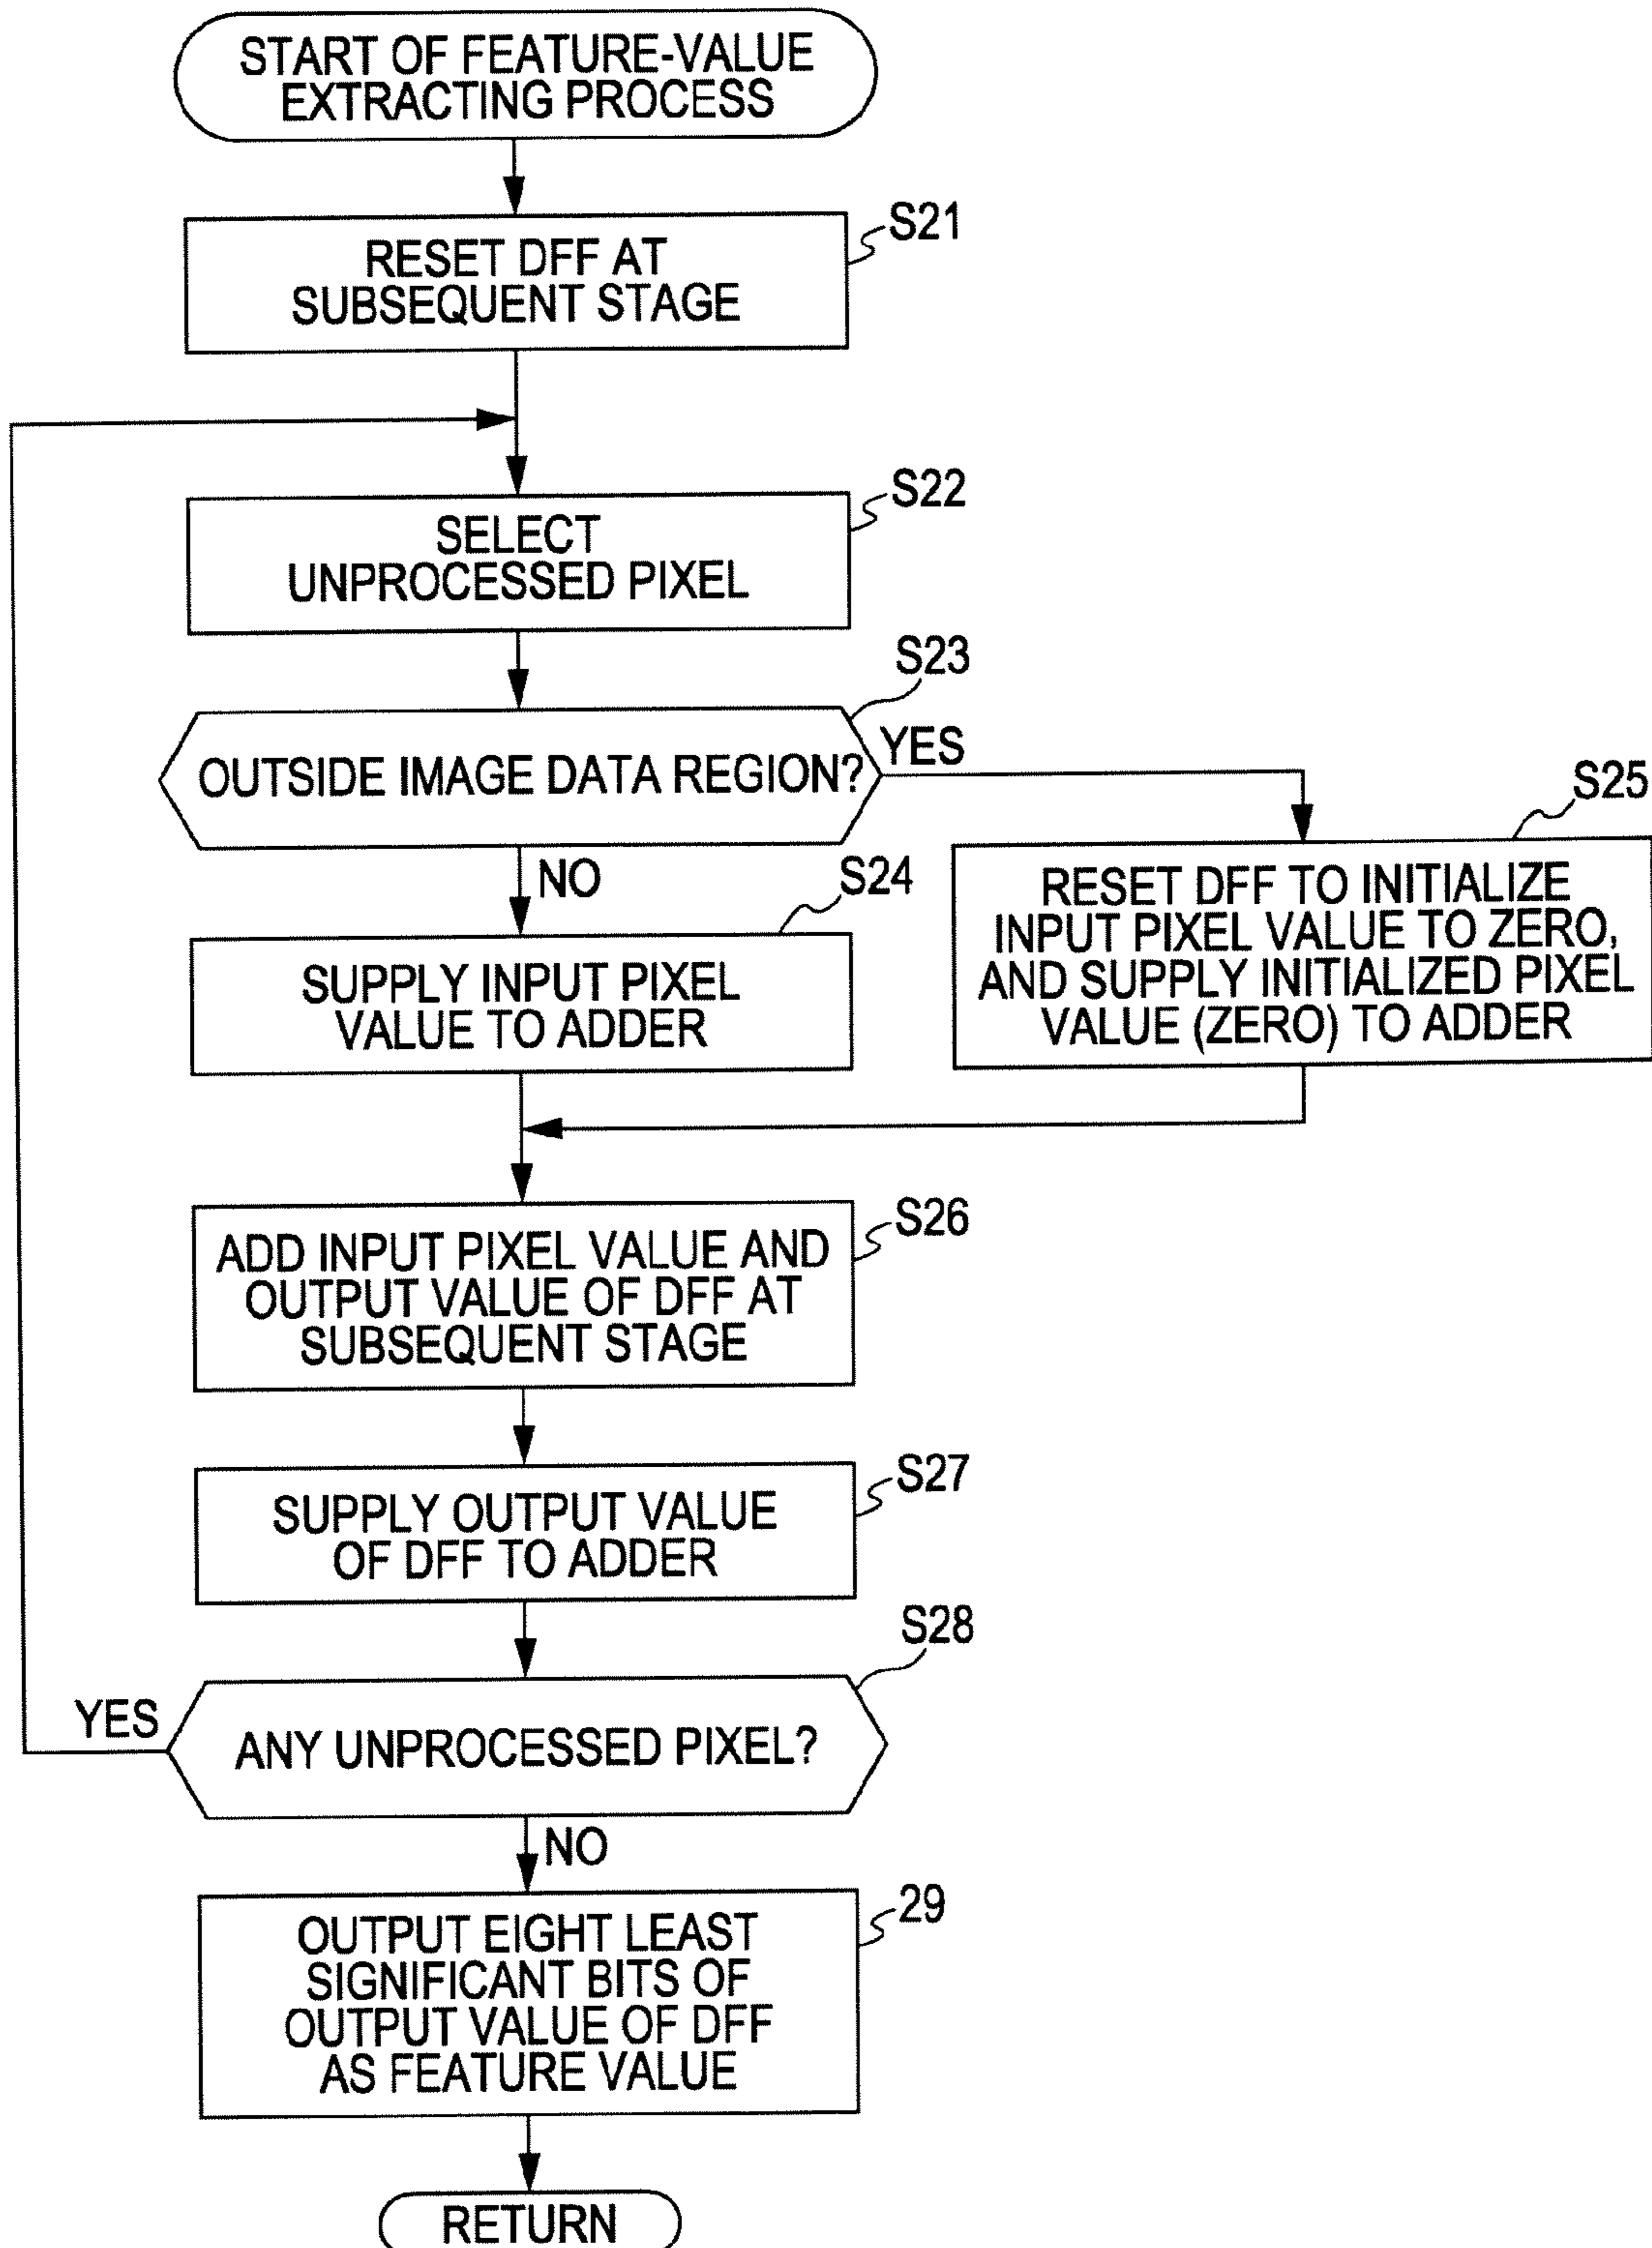 START OF FEATURE-VALUE
EXTRACTING PROCESS
S21
RESET DFF AT
SUBSEQUENT STAGE
S22
SELECT
UNPROCESSED PIXEL
S23
OUTSIDE IMAGE DATA REGION?
YES
NO
S24
SUPPLY INPUT PIXEL
VALUE TO ADDER
S25
RESET DFF TO INITIALIZE
INPUT PIXEL VALUE TO ZERO,
AND SUPPLY INITIALIZED PIXEL
VALUE (ZERO) TO ADDER
S26
ADD INPUT PIXEL VALUE AND
OUTPUT VALUE OF DFF AT
SUBSEQUENT STAGE
S27
SUPPLY OUTPUT VALUE
OF DFF TO ADDER
S28
YES
ANY UNPROCESSED PIXEL?
NO
29
OUTPUT EIGHT LEAST
SIGNIFICANT BITS OF
OUTPUT VALUE OF DFF
AS FEATURE VALUE
RETURN